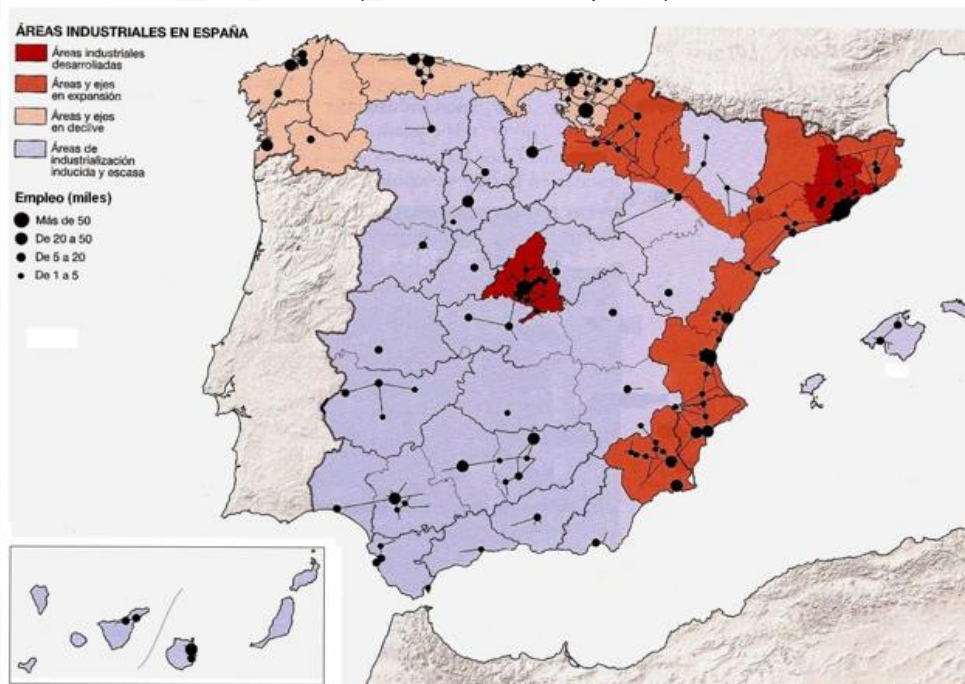 ÁREAS INDUSTRIALES EN ESPAÑA
Áreas industriales
desarrolladas
Áreas y ejes
en expansión
Áreas y ejes
en declive
Áreas de
industrialización
inducida y escasa
Empleo (miles)
Más de 50
De 20 a 50
De 5 a 20
De 1 a 5